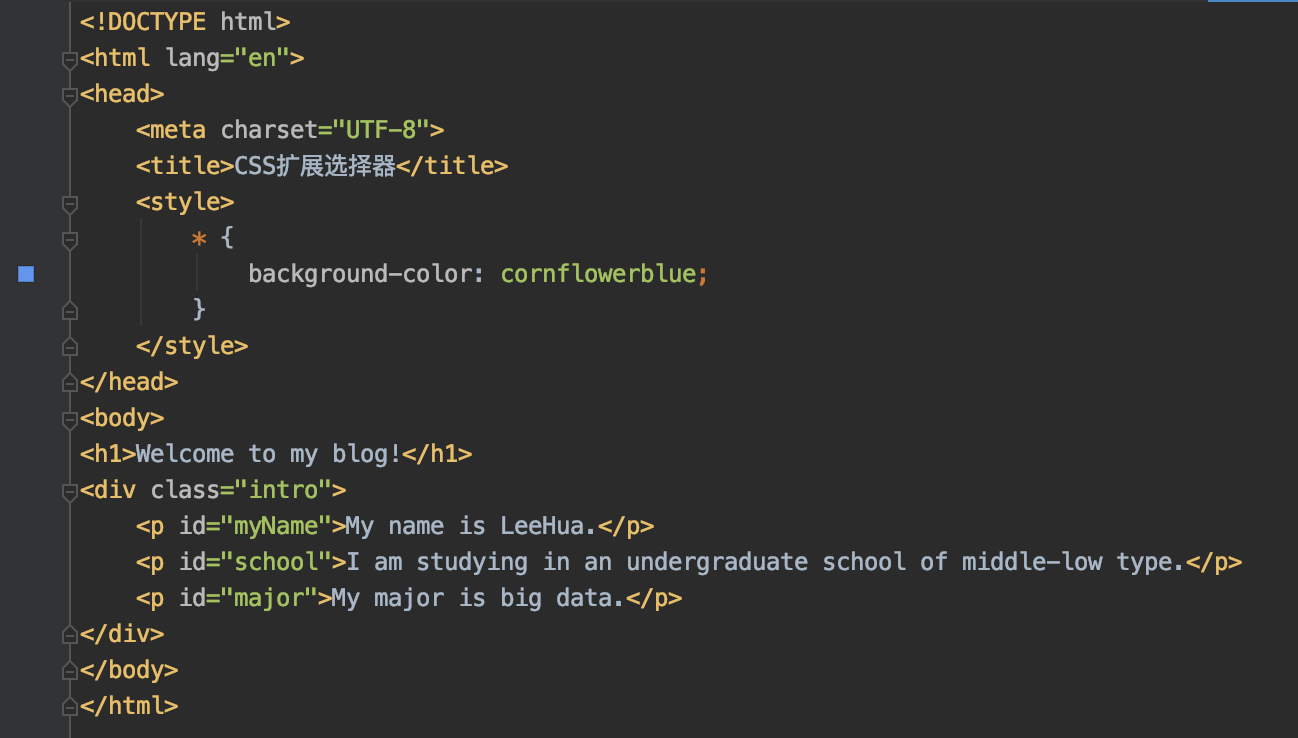 <!DOCTYPE html>
<html lang="en">
<head>
    <meta charset="UTF-8">
    <title>CSS扩展选择器</title>
    <style>
        * {
            background-color: cornflowerblue;
        }
    </style>
</head>
<body>
<h1>Welcome to my blog!</h1>
<div class="intro">
    <p id="myName">My name is LeeHua.</p>
    <p id="school">I am studying in an undergraduate school of middle-low type.</p>
    <p id="major">My major is big data.</p>
</div>
</body>
</html>